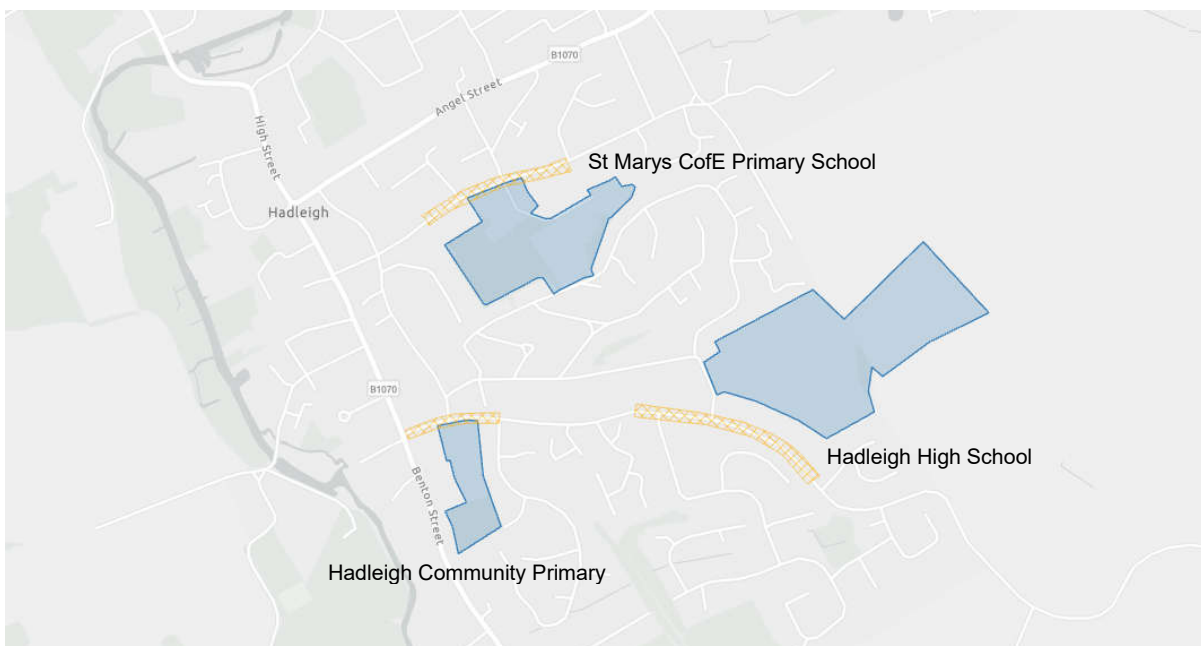 B1070
Angel Street
High Street
St Marys CofE Primary School
Hadleigh
B1070
Hadleigh High School
Benton Street
Hadleigh Community Primary